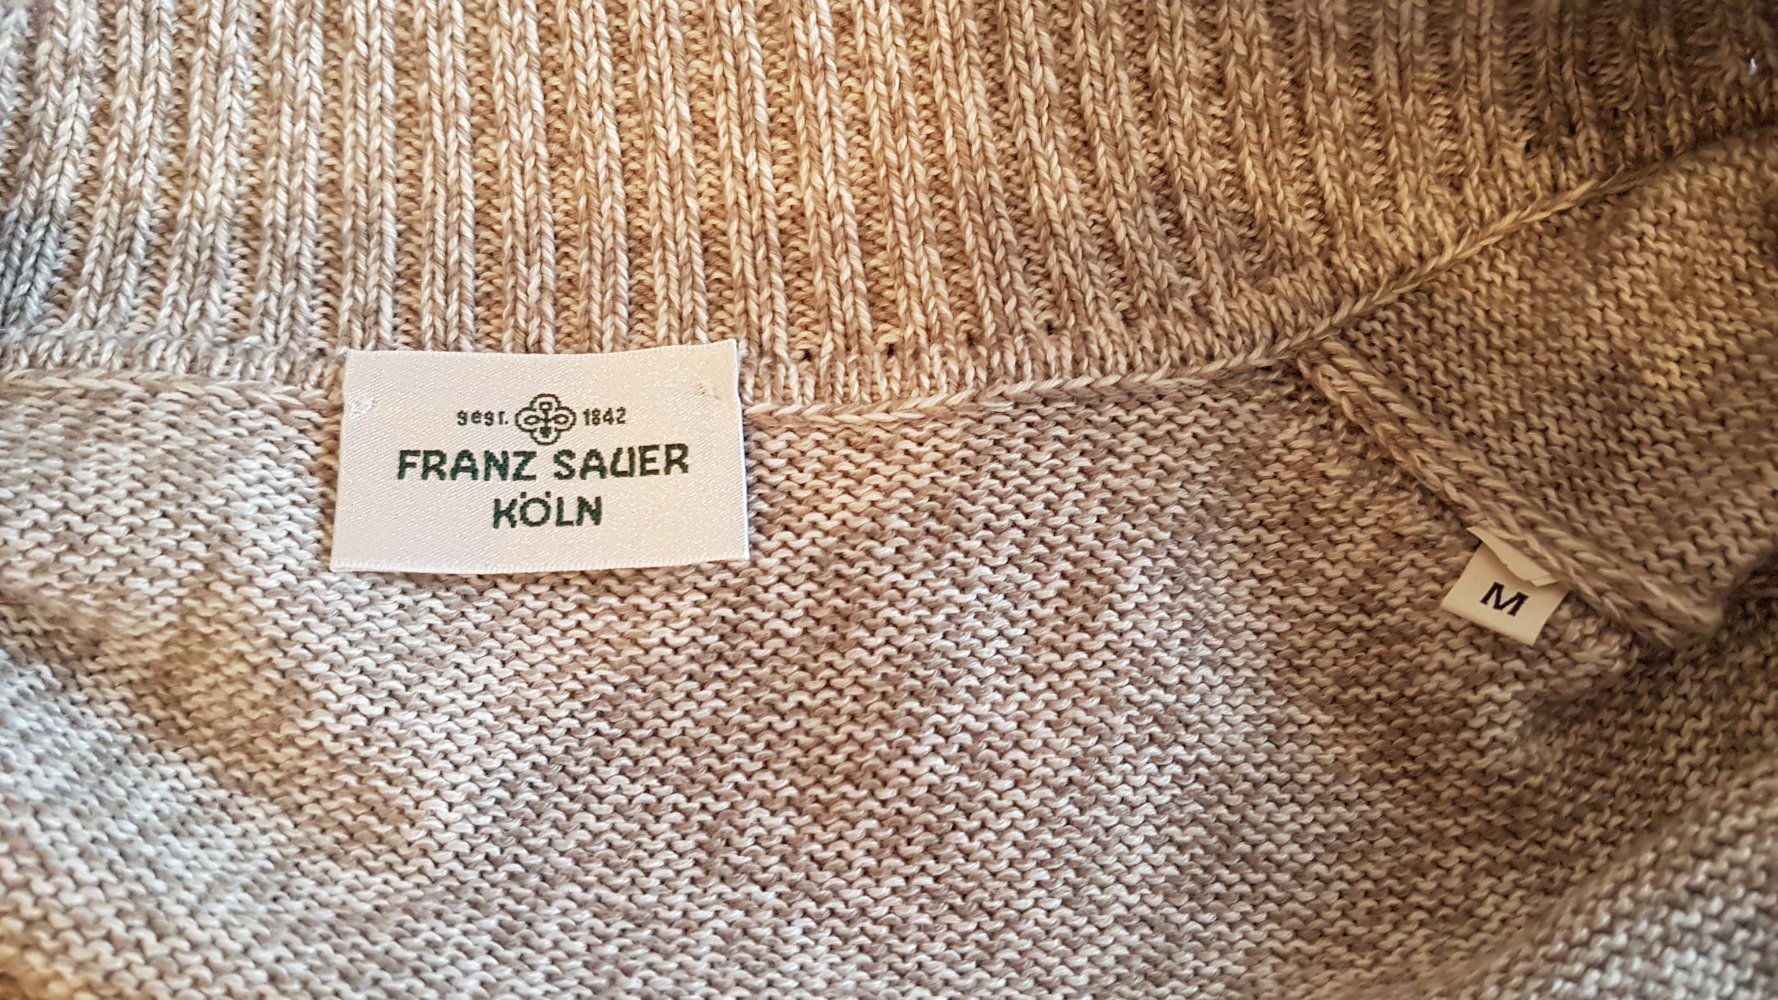 gegr. 1842
FRANZ SAUER
KÖLN
M